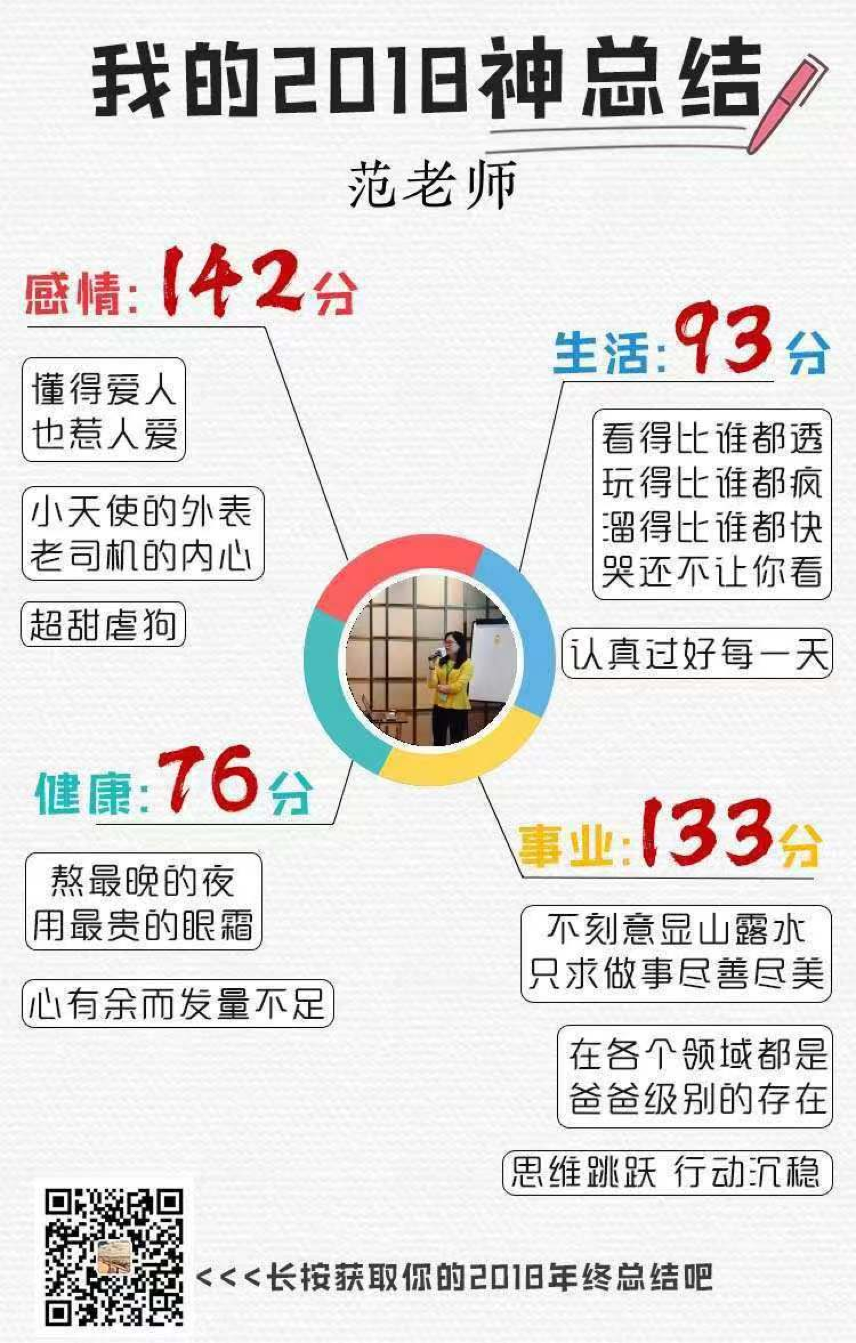 我的2018神总结
范老师
感情:142分
懂得爱人
也惹人爱
小天使的外表
老司机的内心
超甜虐狗
生活:93分
看得比谁都透
玩得比谁都疯
溜得比谁都快
哭还不让你看
认真过好每一天
健康:76分
熬最晚的夜
用最贵的眼霜
心有余而发量不足
事业:133分
不刻意显山露水
只求做事尽善尽美
在各个领域都是
爸爸级别的存在
思维跳跃 行动沉稳
<<<长按获取你的2018年终总结吧